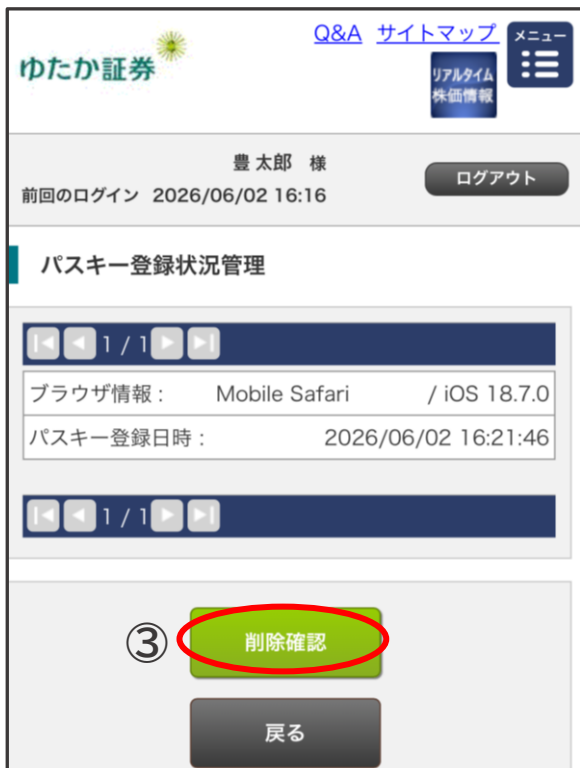 ゆたか証券
Q&A サイトマップ
メニュー
リアルタイム
株価情報
豊 太郎 様
前回のログイン 2026/06/02 16:16
ログアウト
パスキー登録状況管理
1 / 1
ブラウザ情報 : Mobile Safari / iOS 18.7.0
パスキー登録日時 : 2026/06/02 16:21:46
1 / 1
③ 削除確認
戻る